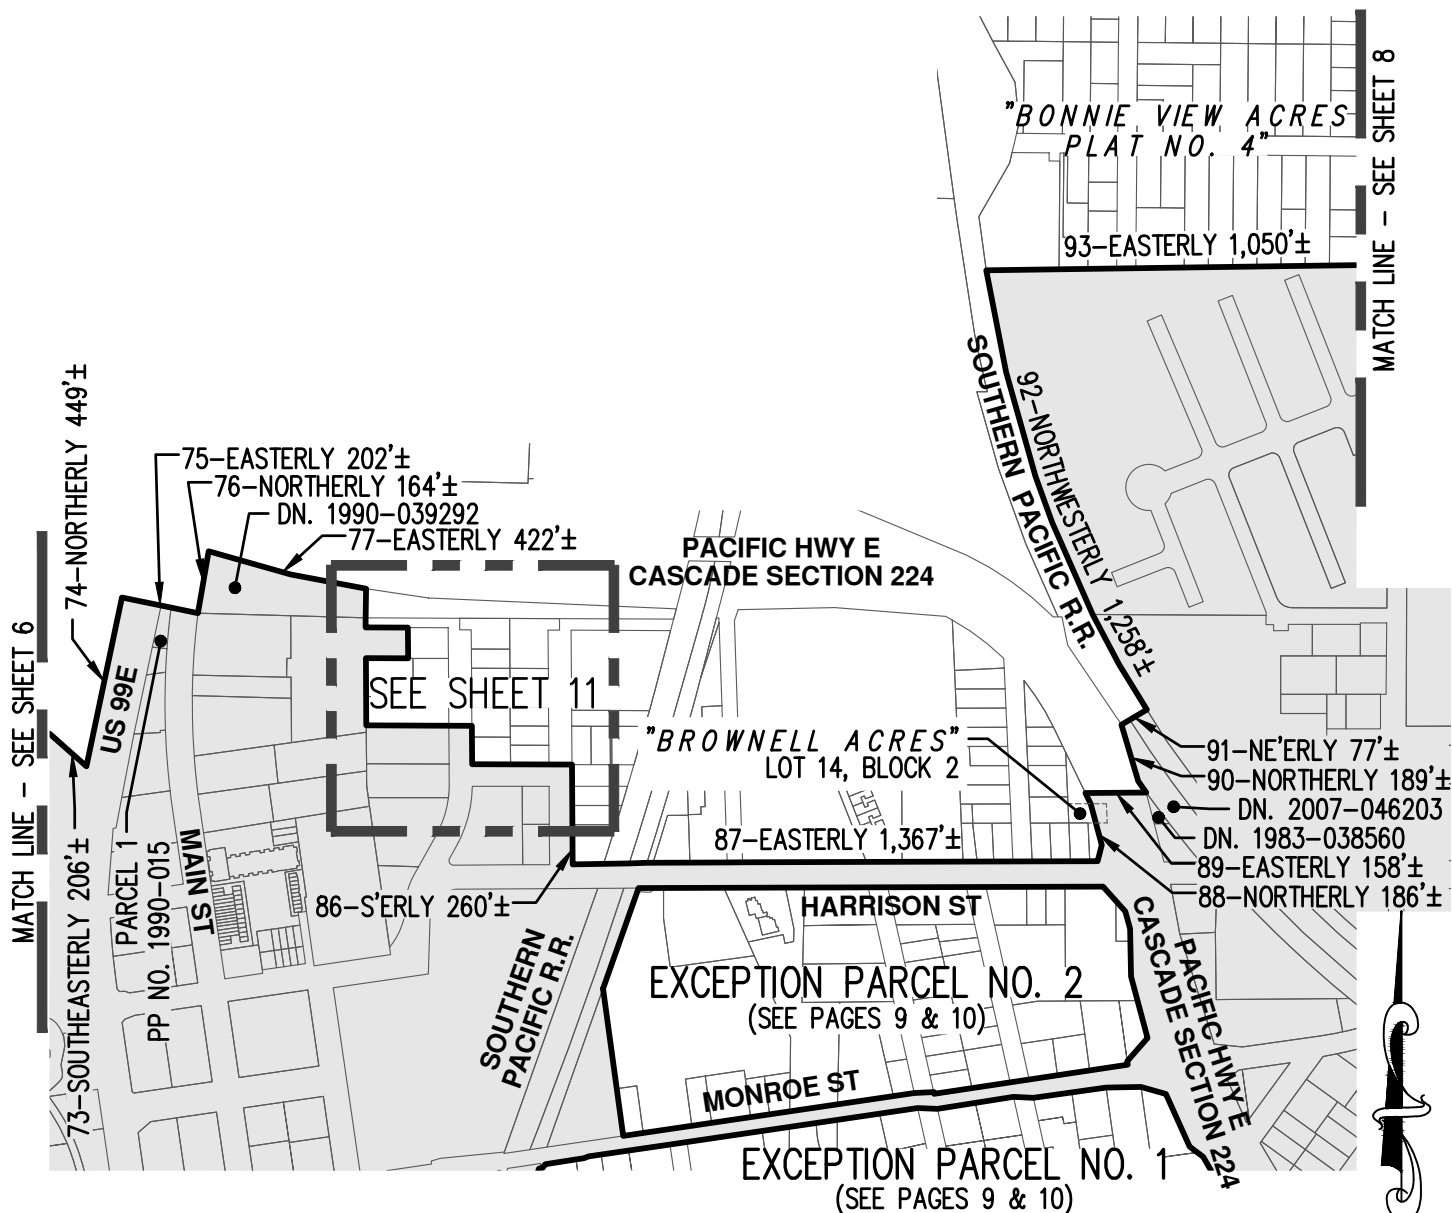 "BONNIE VIEW ACRES
PLAT NO. 4"
MATCH LINE - SEE SHEET 8
93-EASTERLY 1,050'±
SOUTHERN PACIFIC R.R.
92-NORTHWESTERLY 1,258'±
74-NORTHERLY 449'±
75-EASTERLY 202'±
76-NORTHERLY 164'±
DN. 1990-039292
77-EASTERLY 422'±
PACIFIC HWY E
CASCADE SECTION 224
MATCH LINE - SEE SHEET 6
US 99E
SEE SHEET 11
"BROWNELL ACRES"
LOT 14, BLOCK 2
91-NE'ERLY 77'±
90-NORTHERLY 189'±
DN. 2007-046203
DN. 1983-038560
89-EASTERLY 158'±
88-NORTHERLY 186'±
87-EASTERLY 1,367'±
86-S'ERLY 260'±
73-SOUTHEASTERLY 206'±
PARCEL 1
PP NO. 1990-015
MAIN ST
HARRISON ST
SOUTHERN
PACIFIC R.R.
EXCEPTION PARCEL NO. 2
(SEE PAGES 9 & 10)
PACIFIC HWY E
CASCADE SECTION 224
MONROE ST
EXCEPTION PARCEL NO. 1
(SEE PAGES 9 & 10)